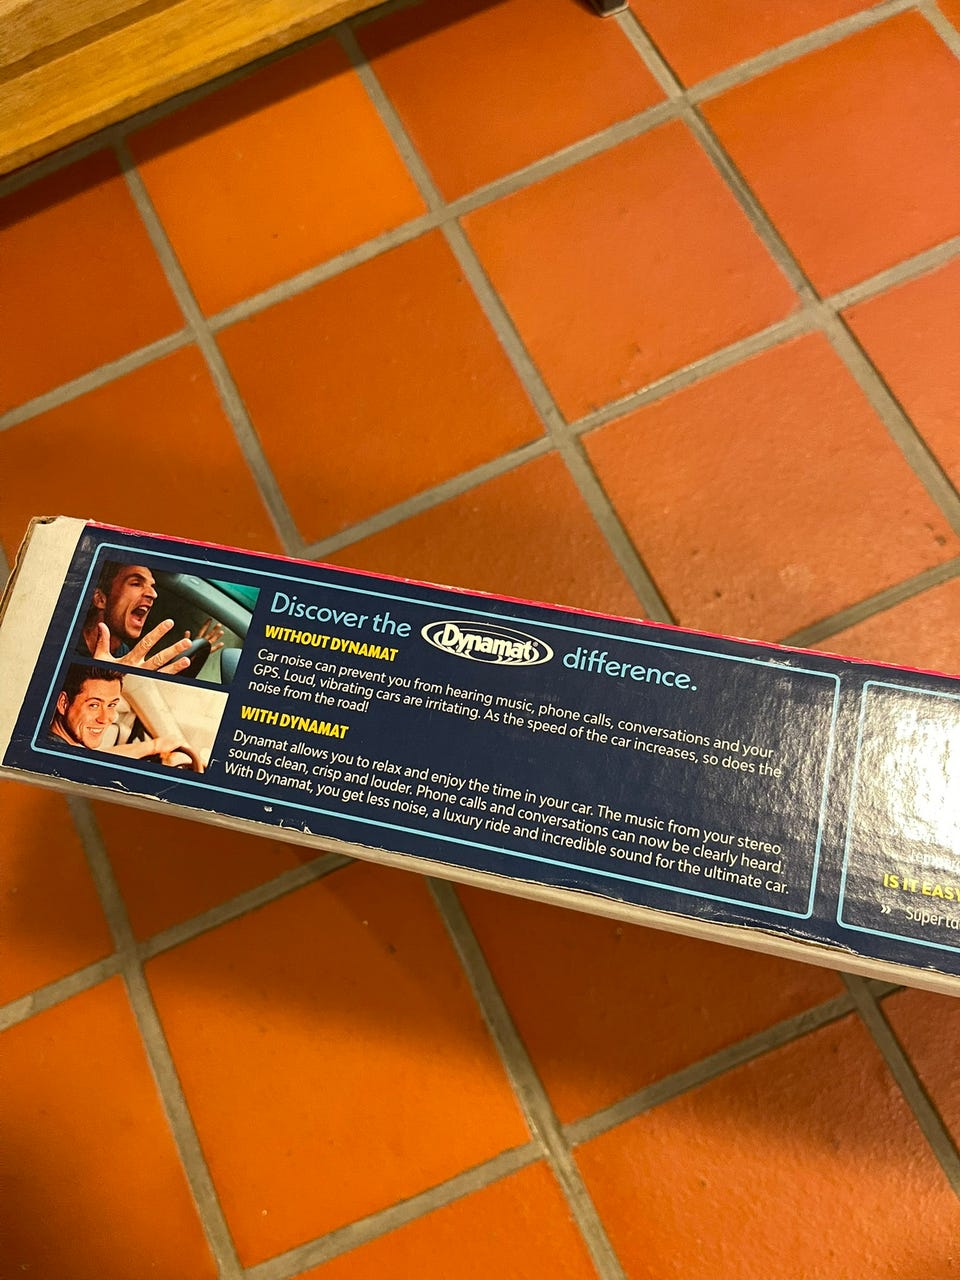 Discover the Dynamat difference.
WITHOUT DYNAMAT
Car noise can prevent you from hearing music, phone calls, conversations and your
GPS. Loud, vibrating cars are irritating. As the speed of the car increases, so does the
noise from the road!
WITH DYNAMAT
Dynamat allows you to relax and enjoy the time in your car. The music from your stereo
sounds clean, crisp and louder. Phone calls and conversations can now be clearly heard.
With Dynamat, you get less noise, a luxury ride and incredible sound for the ultimate car.
IS IT EASY
» Super